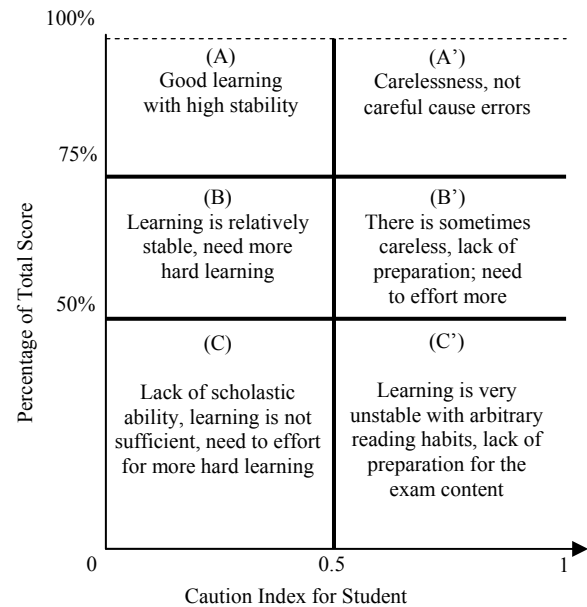 100%
(A)
Good learning
with high stability
(A’)
Carelessness, not
careful cause errors
75%
(B)
Learning is relatively
stable, need more
hard learning
(B’)
There is sometimes
careless, lack of
preparation; need
to effort more
50%
(C)
Lack of scholastic
ability, learning is not
sufficient, need to effort
for more hard learning
(C’)
Learning is very
unstable with arbitrary
reading habits, lack of
preparation for the
exam content
Percentage of Total Score
0
0.5
1
Caution Index for Student